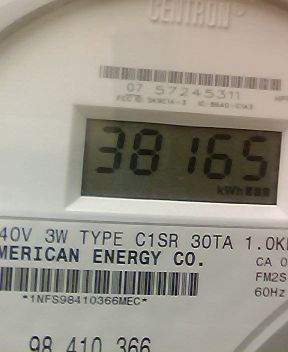 CENTRON®
07 57245311
38165
kWh
40V 3W TYPE C1SR 30TA 1.0K
MERICAN ENERGY CO.
CA 0
FM2S
*1NFS98410366MEC*
60Hz
98 410 366